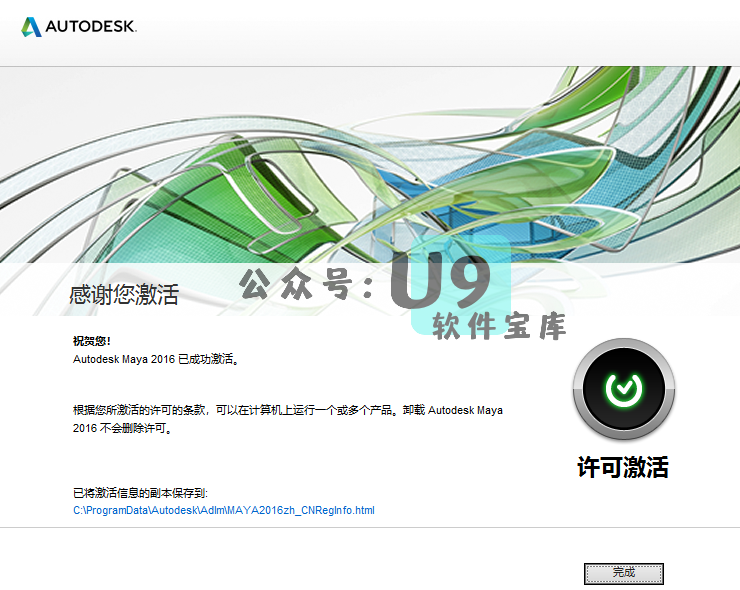 AUTODESK.
感谢您激活
公众号：U9
软件宝库
祝贺您！
Autodesk Maya 2016 已成功激活。
根据您所激活的许可的条款，可以在计算机上运行一个或多个产品。卸载 Autodesk Maya
2016 不会删除许可。
许可激活
已将激活信息的副本保存到:
C:\ProgramData\Autodesk\Adlm\MAYA2016zh_CNRegInfo.html
完成